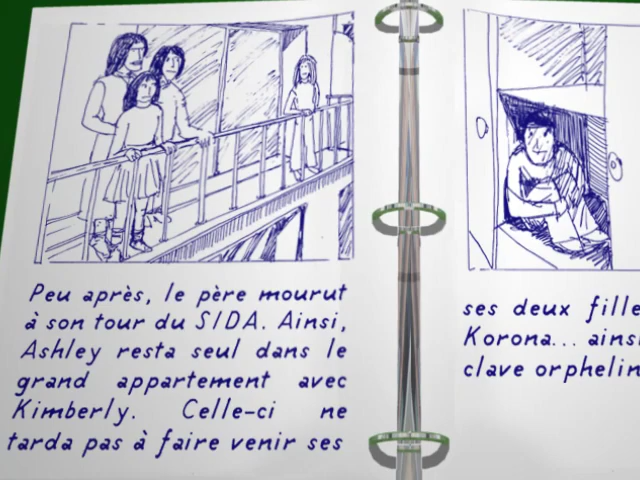 Peu après, le père mourut
à son tour du SIDA. Ainsi,
Ashley resta seul dans le
grand appartement avec
Kimberly. Celle-ci ne
tarda pas à faire venir ses
ses deux fille
Korona... ains
clave orphelin